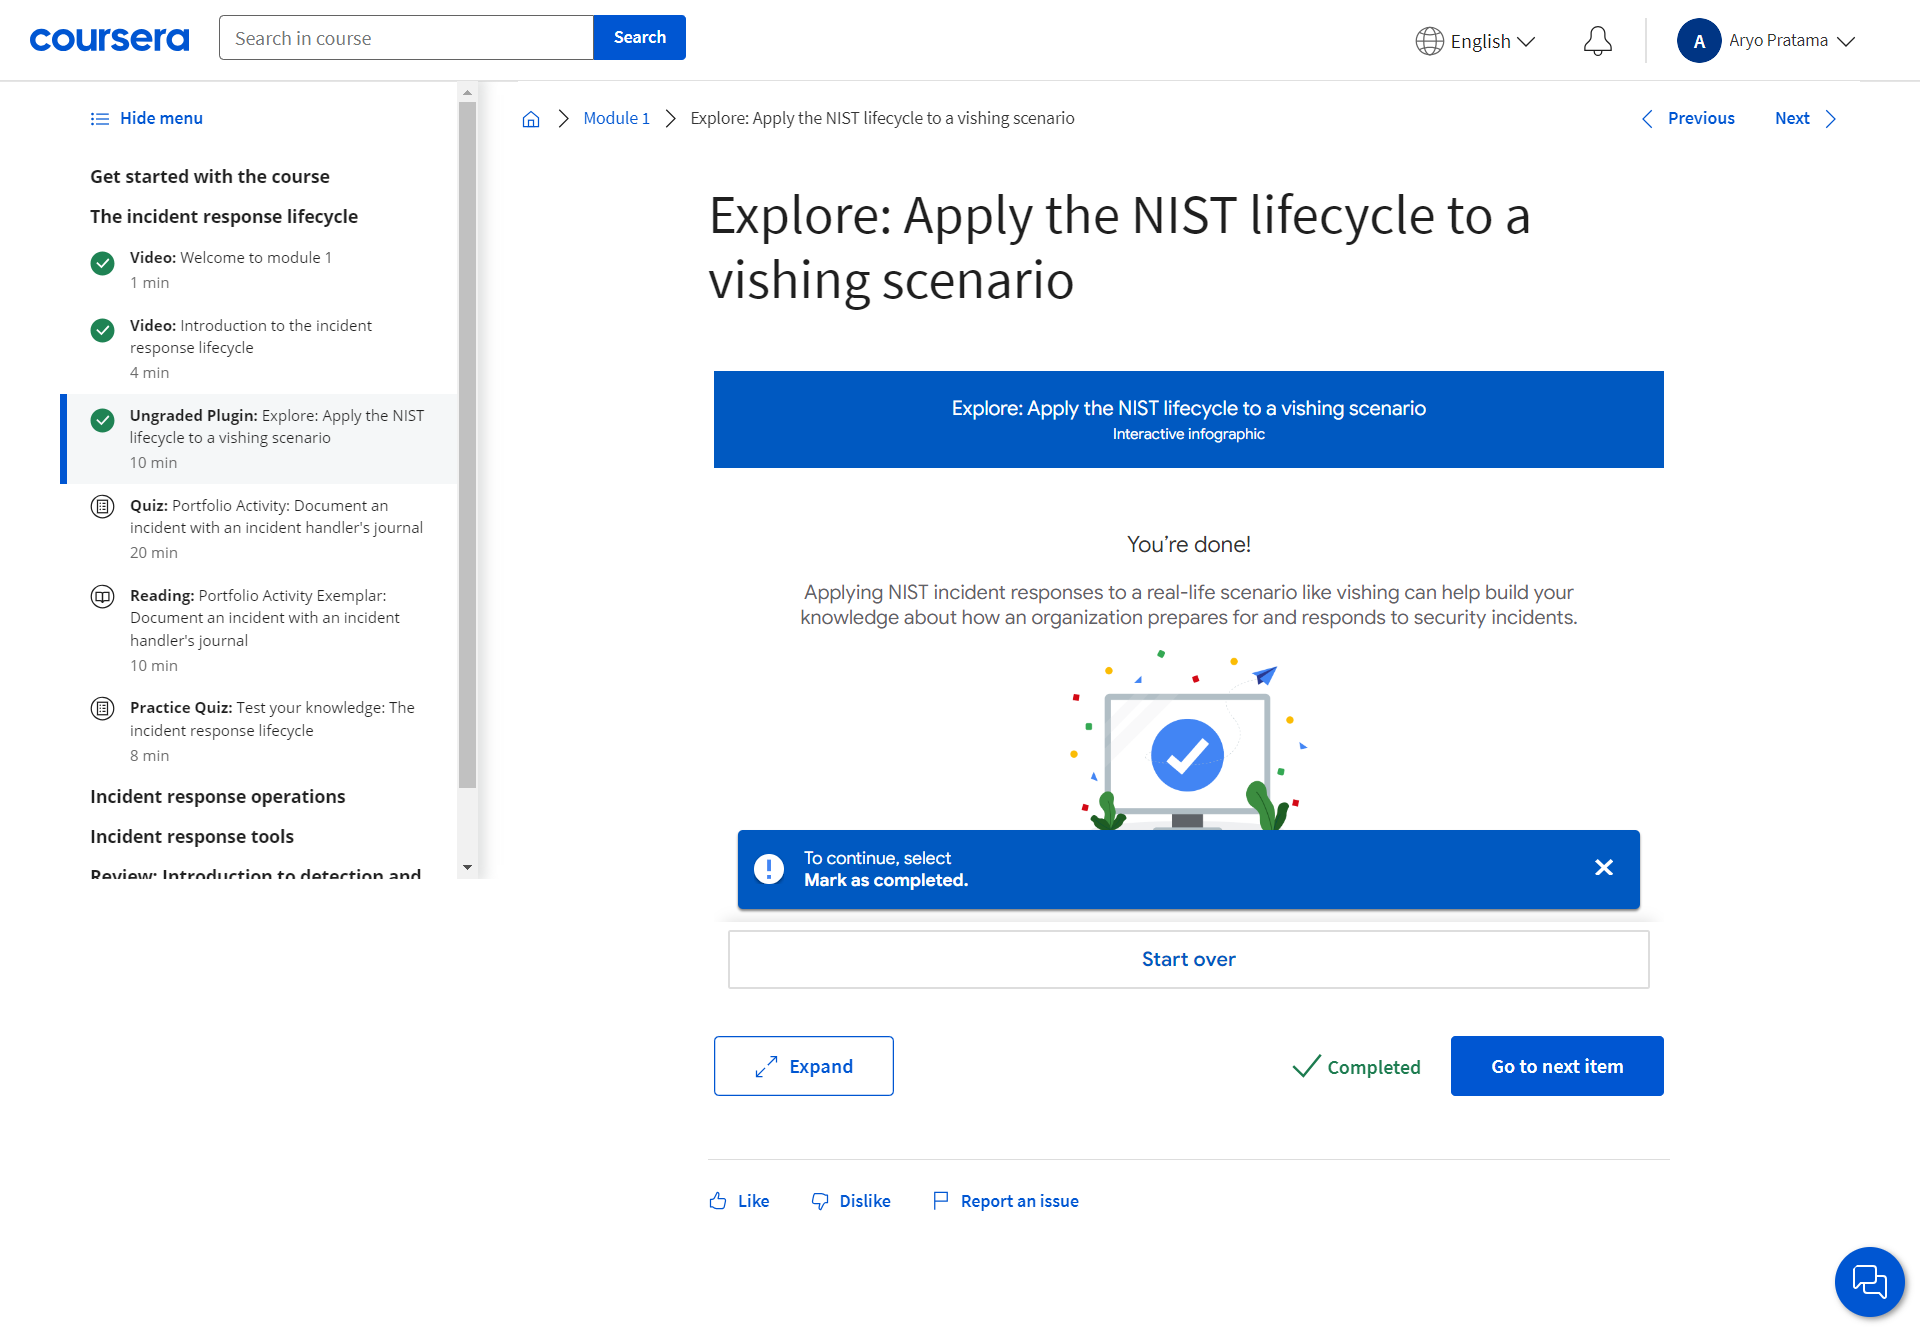 coursera
Search in course
Search
English
A
Aryo Pratama
Hide menu
Get started with the course
The incident response lifecycle
Video: Welcome to module 1
1 min
Video: Introduction to the incident
response lifecycle
4 min
Ungraded Plugin: Explore: Apply the NIST
lifecycle to a vishing scenario
10 min
Quiz: Portfolio Activity: Document an
incident with an incident handler's journal
20 min
Reading: Portfolio Activity Exemplar:
Document an incident with an incident
handler's journal
10 min
Practice Quiz: Test your knowledge: The
incident response lifecycle
8 min
Incident response operations
Incident response tools
Review: Introduction to detection and
Module 1
Explore: Apply the NIST lifecycle to a vishing scenario
Previous
Next
Explore: Apply the NIST lifecycle to a
vishing scenario
Explore: Apply the NIST lifecycle to a vishing scenario
Interactive infographic
You’re done!
Applying NIST incident responses to a real-life scenario like vishing can help build your
knowledge about how an organization prepares for and responds to security incidents.
To continue, select
Mark as completed.
Start over
Expand
Completed
Go to next item
Like
Dislike
Report an issue